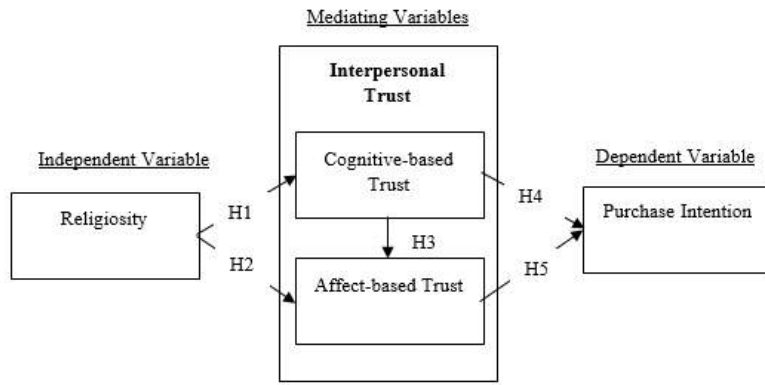 Mediating Variables
Interpersonal
Trust
Independent Variable
Cognitive-based
Trust
Dependent Variable
Religiosity
H1
H4
Purchase Intention
H3
H2
Affect-based Trust
H5